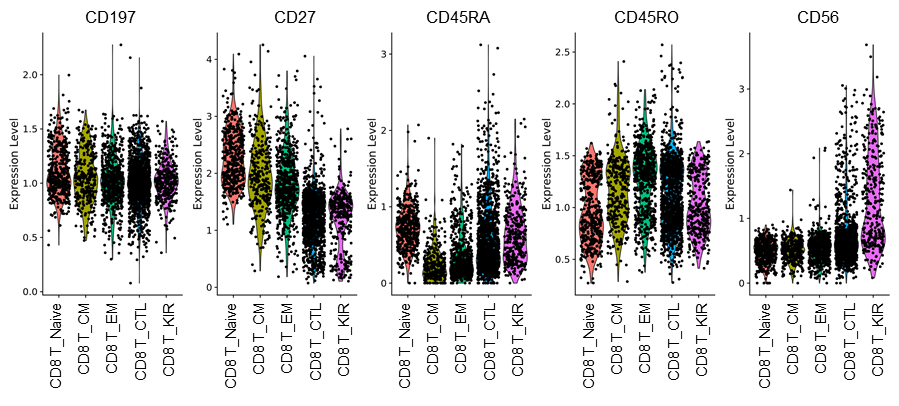 CD197
Expression Level
2.0
1.5
1.0
0.5
0.0
CD8 T_Naive
CD8 T_CM
CD8 T_EM
CD8 T_CTL
CD8 T_KIR
CD27
Expression Level
4
3
2
1
0
CD8 T_Naive
CD8 T_CM
CD8 T_EM
CD8 T_CTL
CD8 T_KIR
CD45RA
Expression Level
3
2
1
0
CD8 T_Naive
CD8 T_CM
CD8 T_EM
CD8 T_CTL
CD8 T_KIR
CD45RO
Expression Level
2.5
2.0
1.5
1.0
0.5
CD8 T_Naive
CD8 T_CM
CD8 T_EM
CD8 T_CTL
CD8 T_KIR
CD56
Expression Level
3
2
1
0
CD8 T_Naive
CD8 T_CM
CD8 T_EM
CD8 T_CTL
CD8 T_KIR